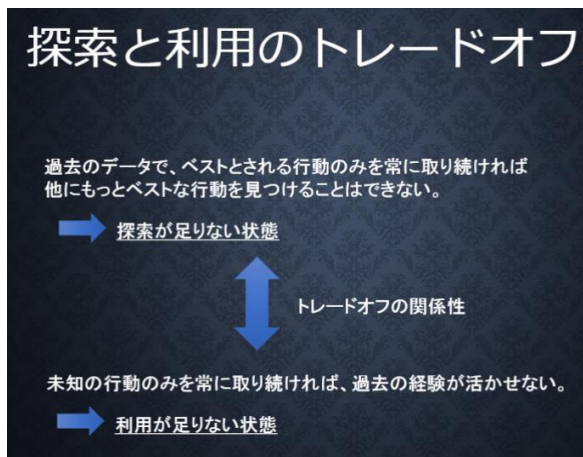 探索と利用のトレードオフ
過去のデータで、ベストとされる行動のみを常に取り続ければ
他にもっとベストな行動を見つけることはできない。
探索が足りない状態
トレードオフの関係性
未知の行動のみを常に取り続ければ、過去の経験が活かせない。
利用が足りない状態